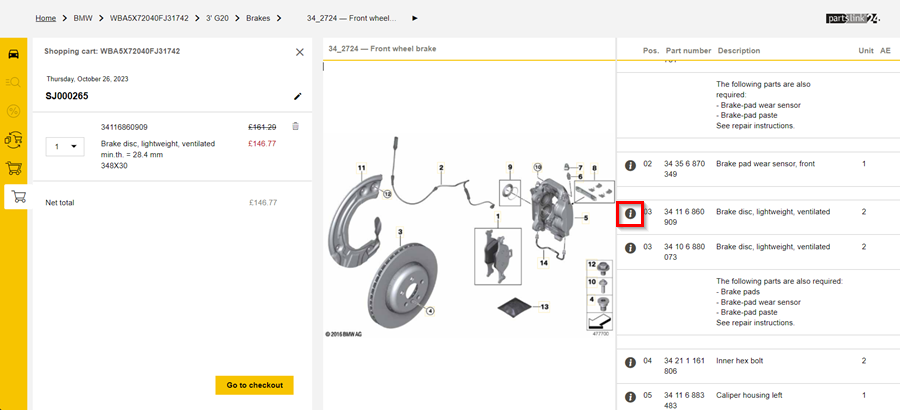 Home > BMW > WBA5X72040FJ31742 > 3' G20 > Brakes > 34_2724 — Front wheel...
partslink24
Shopping cart: WBA5X72040FJ31742
Thursday, October 26, 2023
SJ000265
34116860909 £161.29
1 Brake disc, lightweight, ventilated £146.77
min.th. = 28.4 mm
348X30
Net total £146.77
Go to checkout
34_2724 — Front wheel brake
11
2
9
10
7
6
8
12
1
5
3
14
4
13
12
10
4
© 2016 BMW AG
477700
Pos. Part number Description Unit AE
The following parts are also
required:
- Brake-pad wear sensor
- Brake-pad paste
See repair instructions.
02 34 35 6 870 Brake pad wear sensor, front 1
349
03 34 11 6 860 Brake disc, lightweight, ventilated 2
909
03 34 10 6 880 Brake disc, lightweight, ventilated 2
073
The following parts are also required:
- Brake pads
- Brake-pad wear sensor
- Brake-pad paste
See repair instructions.
04 34 21 1 161 Inner hex bolt 2
806
05 34 11 6 883 Caliper housing left 1
483